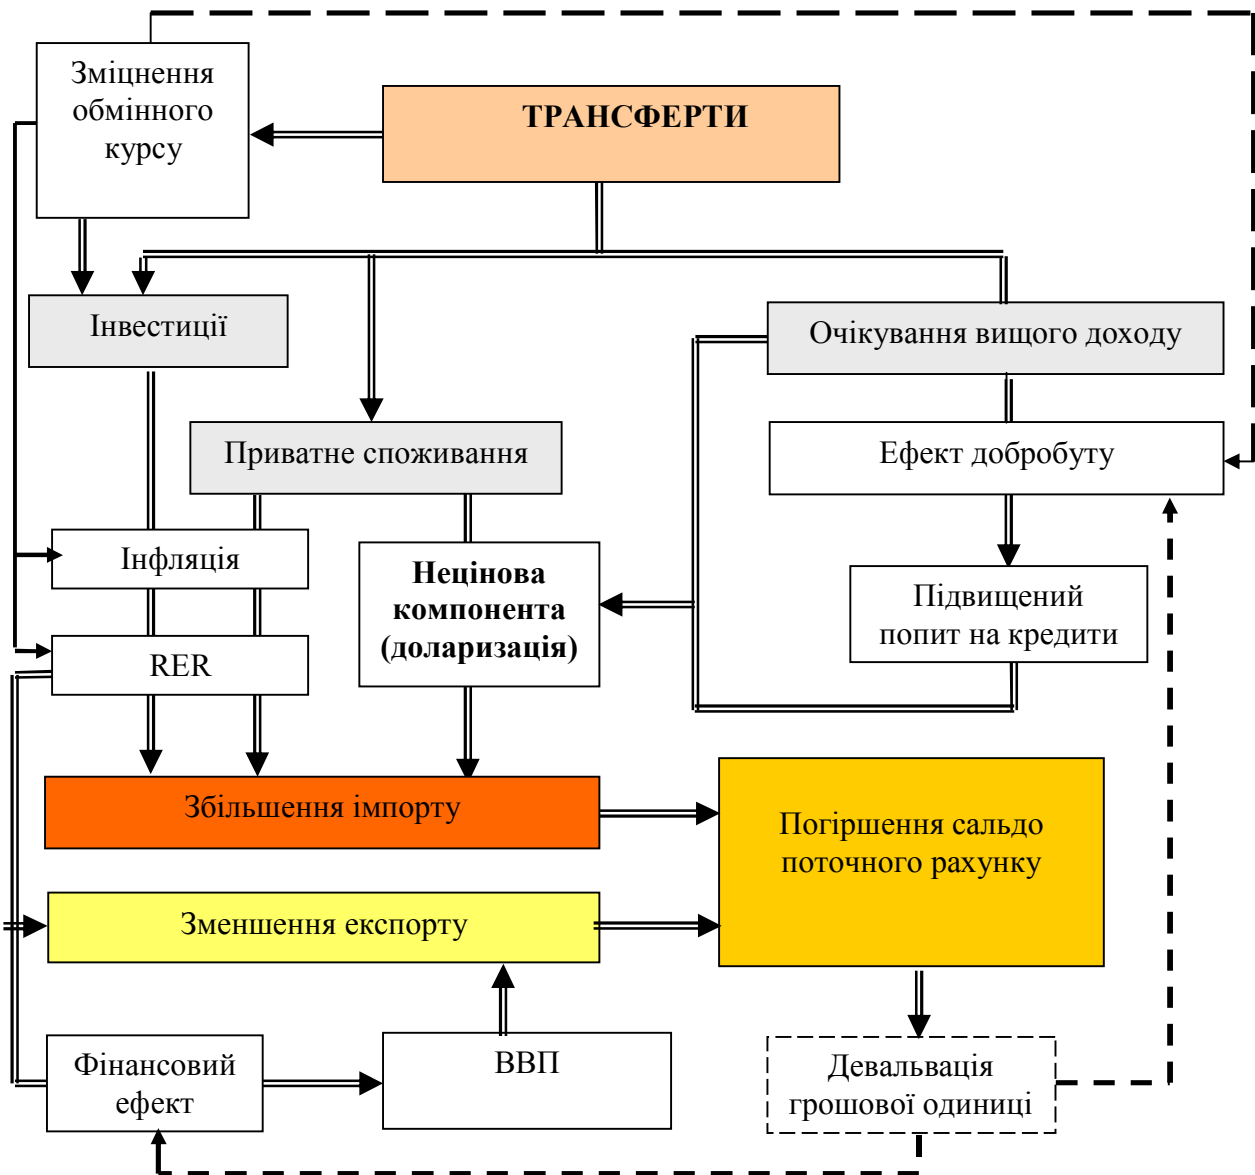 Зміцнення
обмінного
курсу
ТРАНСФЕРТИ
Інвестиції
Очікування вищого доходу
Приватне споживання
Ефект добробуту
Інфляція
Нецінова
компонента
(доларизація)
Підвищений
попит на кредити
RER
Збільшення імпорту
Погіршення сальдо
поточного рахунку
Зменшення експорту
Фінансовий
ефект
ВВП
Девальвація
грошової одиниці